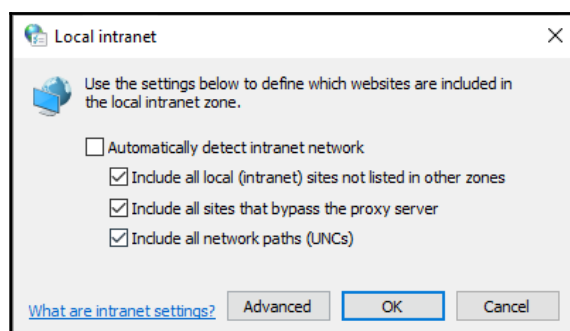 Local intranet
Use the settings below to define which websites are included in
the local intranet zone.
Automatically detect intranet network
Include all local (intranet) sites not listed in other zones
Include all sites that bypass the proxy server
Include all network paths (UNCs)
What are intranet settings? Advanced OK Cancel